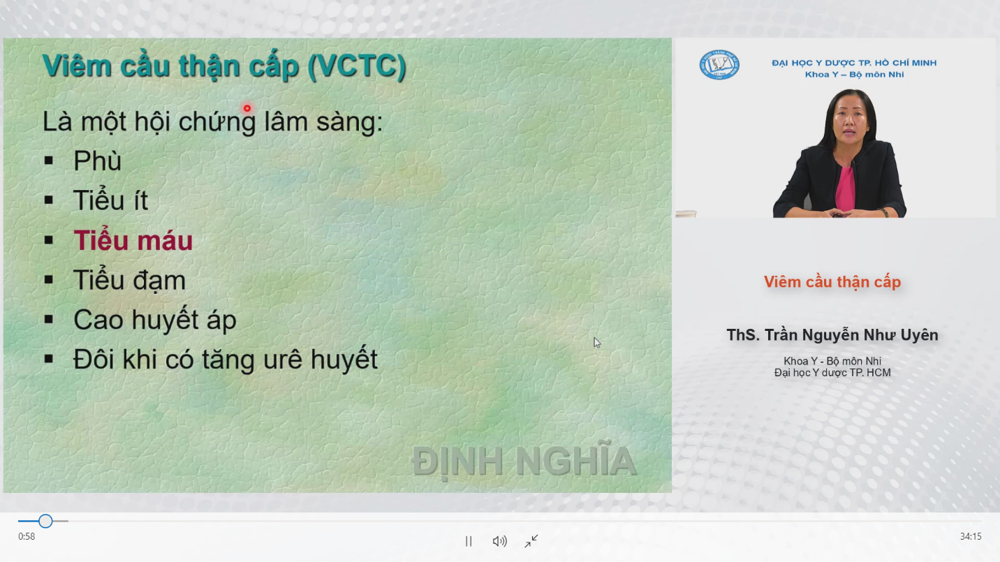 Viêm cầu thận cấp (VCTC)
Là một hội chứng lâm sàng:
▪ Phù
▪ Tiểu ít
▪ Tiểu máu
▪ Tiểu đạm
▪ Cao huyết áp
▪ Đôi khi có tăng urê huyết
ĐỊNH NGHĨA
ĐẠI HỌC Y DƯỢC TP. HỒ CHÍ MINH
Khoa Y – Bộ môn Nhi
Viêm cầu thận cấp
ThS. Trần Nguyễn Như Uyên
Khoa Y - Bộ môn Nhi
Đại học Y dược TP. HCM
0:58
34:15